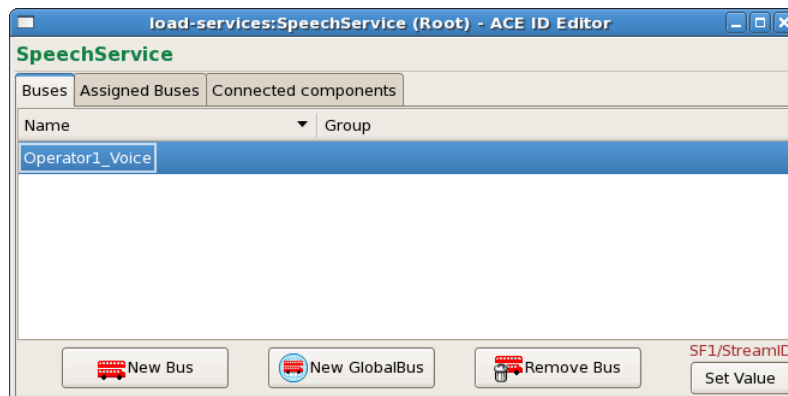 load-services:SpeechService (Root) - ACE ID Editor
SpeechService
Buses Assigned Buses Connected components
Name Group
Operator1_Voice
SF1/StreamID
New Bus New GlobalBus Remove Bus Set Value